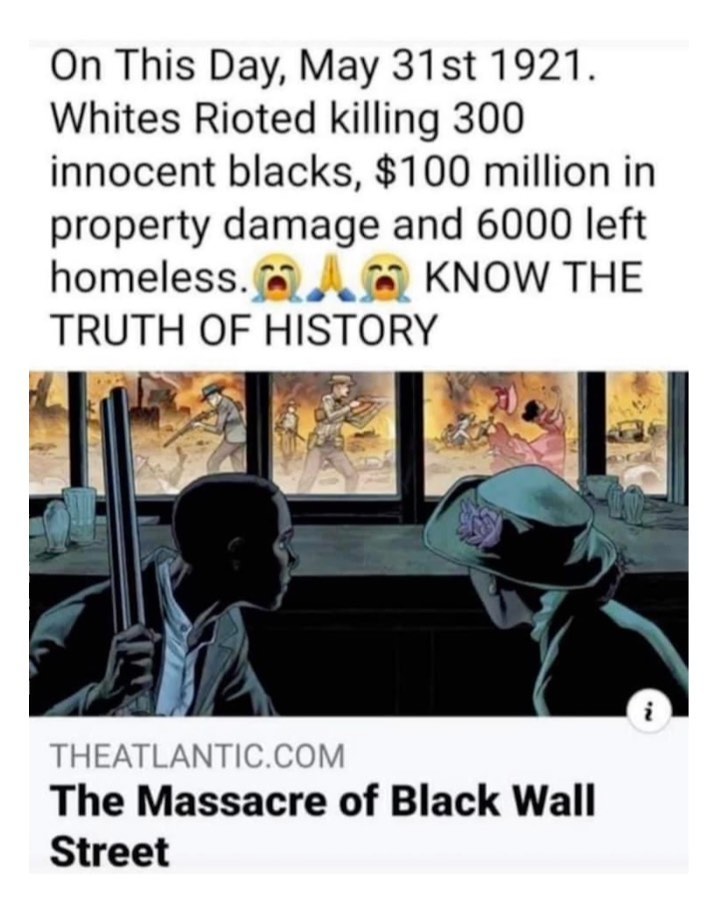 On This Day, May 31st 1921.
Whites Rioted killing 300
innocent blacks, $100 million in
property damage and 6000 left
homeless.😭🙏😭 KNOW THE
TRUTH OF HISTORY
i
THEATLANTIC.COM
The Massacre of Black Wall
Street